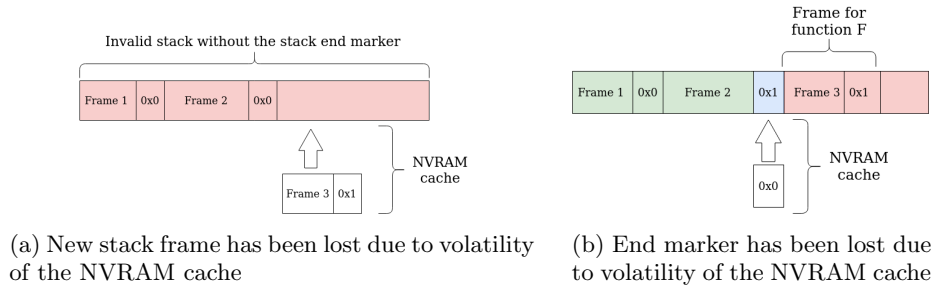 Invalid stack without the stack end marker
Frame 1 0x0 Frame 2 0x0
Frame 3 0x1
NVRAM
cache
(a) New stack frame has been lost due to volatility
of the NVRAM cache
Frame for
function F
Frame 1 0x0 Frame 2 0x1 Frame 3 0x1
0x0
NVRAM
cache
(b) End marker has been lost due
to volatility of the NVRAM cache